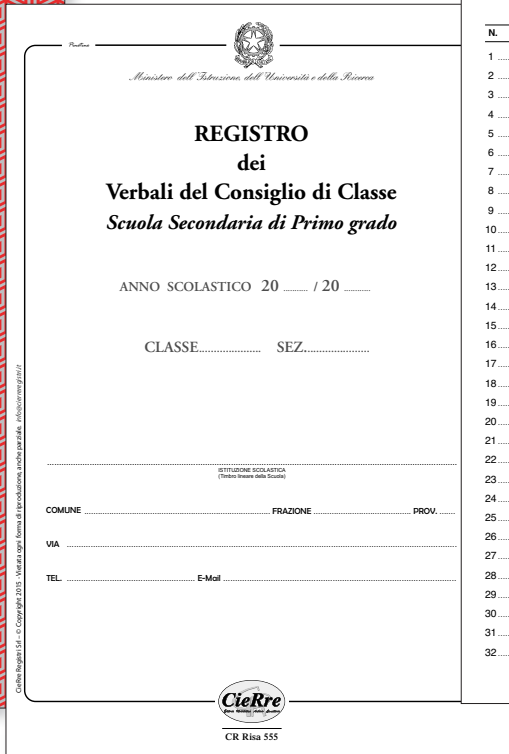 Ministero dell'Istruzione, dell'Università e della Ricerca
REGISTRO
dei
Verbali del Consiglio di Classe
Scuola Secondaria di Primo grado
ANNO SCOLASTICO 20 ........... / 20 ............
CLASSE..................... SEZ......................
ISTITUZIONE SCOLASTICA
(Timbro lineare della Scuola)
COMUNE ........................ FRAZIONE ........................ PROV. ......
VIA ........................
TEL. ........................ E-Mail ........................
CieRre Registri Srl - © Copyright 2015 - Vietata ogni forma di riproduzione, anche parziale. info@cierreregistri.it
CieRre
CR Risa 555
N.
1 .....
2 .....
3 .....
4 .....
5 .....
6 .....
7 .....
8 .....
9 .....
10 .....
11 .....
12 .....
13 .....
14 .....
15 .....
16 .....
17 .....
18 .....
19 .....
20 .....
21 .....
22 .....
23 .....
24 .....
25 .....
26 .....
27 .....
28 .....
29 .....
30 .....
31 .....
32 .....